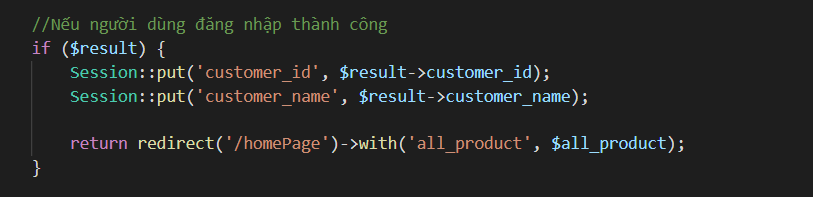 //Nếu người dùng đăng nhập thành công
if ($result) {
    Session::put('customer_id', $result->customer_id);
    Session::put('customer_name', $result->customer_name);
    return redirect('/homePage')->with('all_product', $all_product);
}